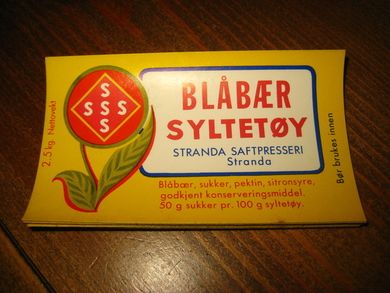 2.5 kg. Nettovekt
S
SSS
S
BLÅBÆR
SYLTETØY
STRANDA SAFTPRESSERI
Stranda
Blåbær, sukker, pektin, sitronsyre,
godkjent konserveringsmiddel.
50 g sukker pr. 100 g syltetøy.
Bør brukes innen